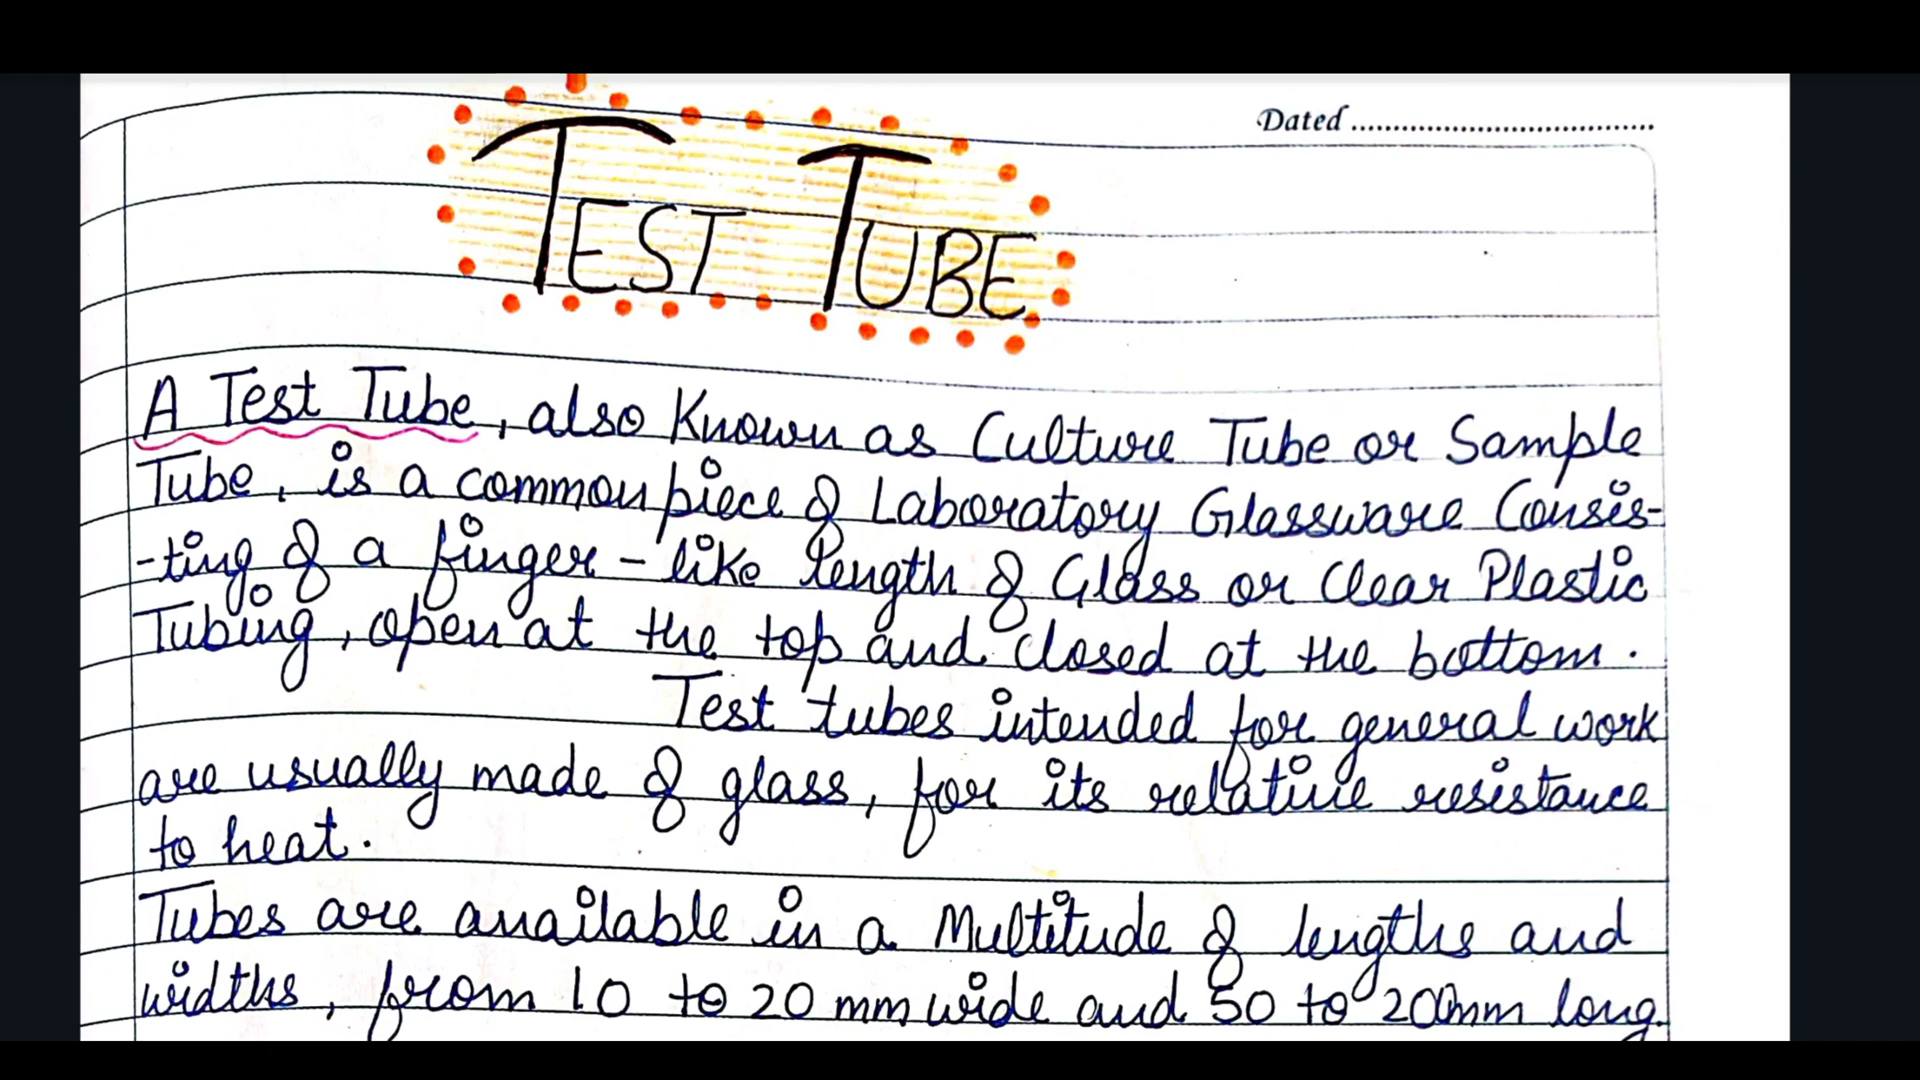 Dated
TEST TUBE
A Test Tube, also Known as Culture Tube or Sample
Tube, is a common piece of Laboratory Glassware Consis-
-ting of a finger-like length of Glass or Clear Plastic
Tubing, open at the top and closed at the bottom.
Test tubes intended for general work
are usually made of glass, for its relative resistance
to heat.
Tubes are available in a Multitude of lengths and
widths, from 10 to 20 mm wide and 50 to 200mm long.